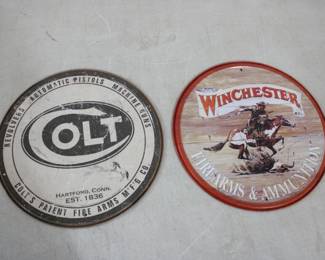 REVOLVERS AUTOMATIC PISTOLS MACHINE GUNS
COLT
HARTFORD, CONN.
EST. 1836
COLT'S PATENT FIRE ARMS M'F'G CO.
WINCHESTER
FIREARMS & AMMUNITION